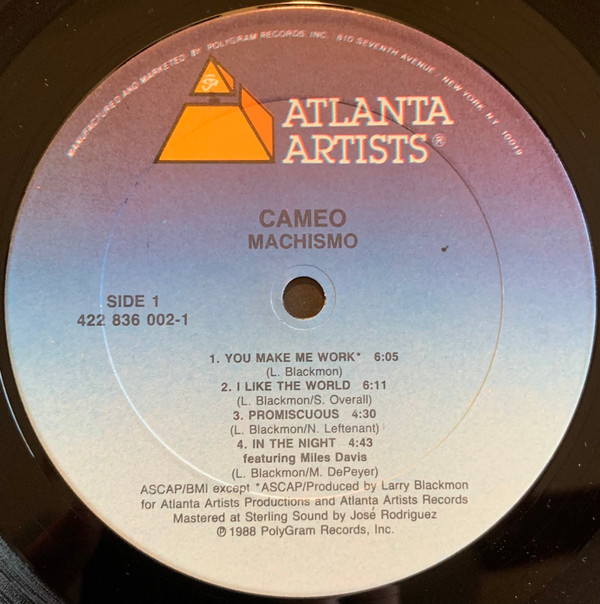 MANUFACTURED AND MARKETED BY POLYGRAM RECORDS INC. 810 SEVENTH AVENUE, NEW YORK, N.Y. 10019
ATLANTA
ARTISTS®
CAMEO
MACHISMO
SIDE 1
422 836 002-1
1. YOU MAKE ME WORK* 6:05
(L. Blackmon)
2. I LIKE THE WORLD 6:11
(L. Blackmon/S. Overall)
3. PROMISCUOUS 4:30
(L. Blackmon/N. Leftenant)
4. IN THE NIGHT 4:43
featuring Miles Davis
(L. Blackmon/M. DePeyer)
ASCAP/BMI except *ASCAP/Produced by Larry Blackmon
for Atlanta Artists Productions and Atlanta Artists Records
Mastered at Sterling Sound by José Rodriguez
℗ 1988 PolyGram Records, Inc.